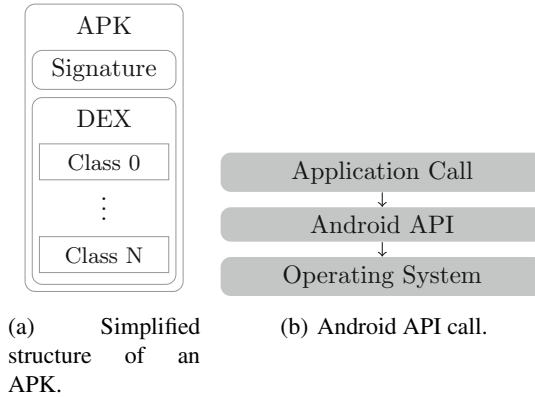 APK
Signature
DEX
Class 0
⋮
Class N
Application Call
↓
Android API
↓
Operating System
(a) Simplified
structure of an
APK.
(b) Android API call.